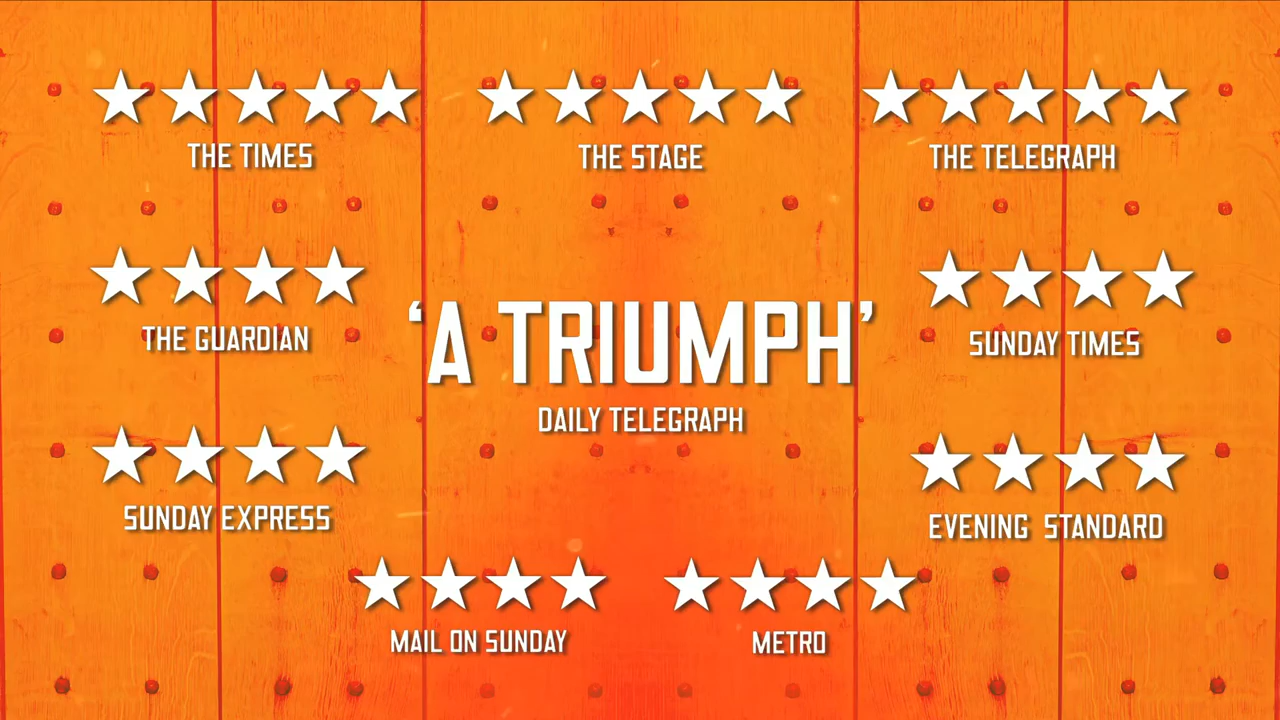 THE TIMES
THE STAGE
THE TELEGRAPH
THE GUARDIAN
‘A TRIUMPH’
DAILY TELEGRAPH
SUNDAY TIMES
SUNDAY EXPRESS
EVENING STANDARD
MAIL ON SUNDAY
METRO